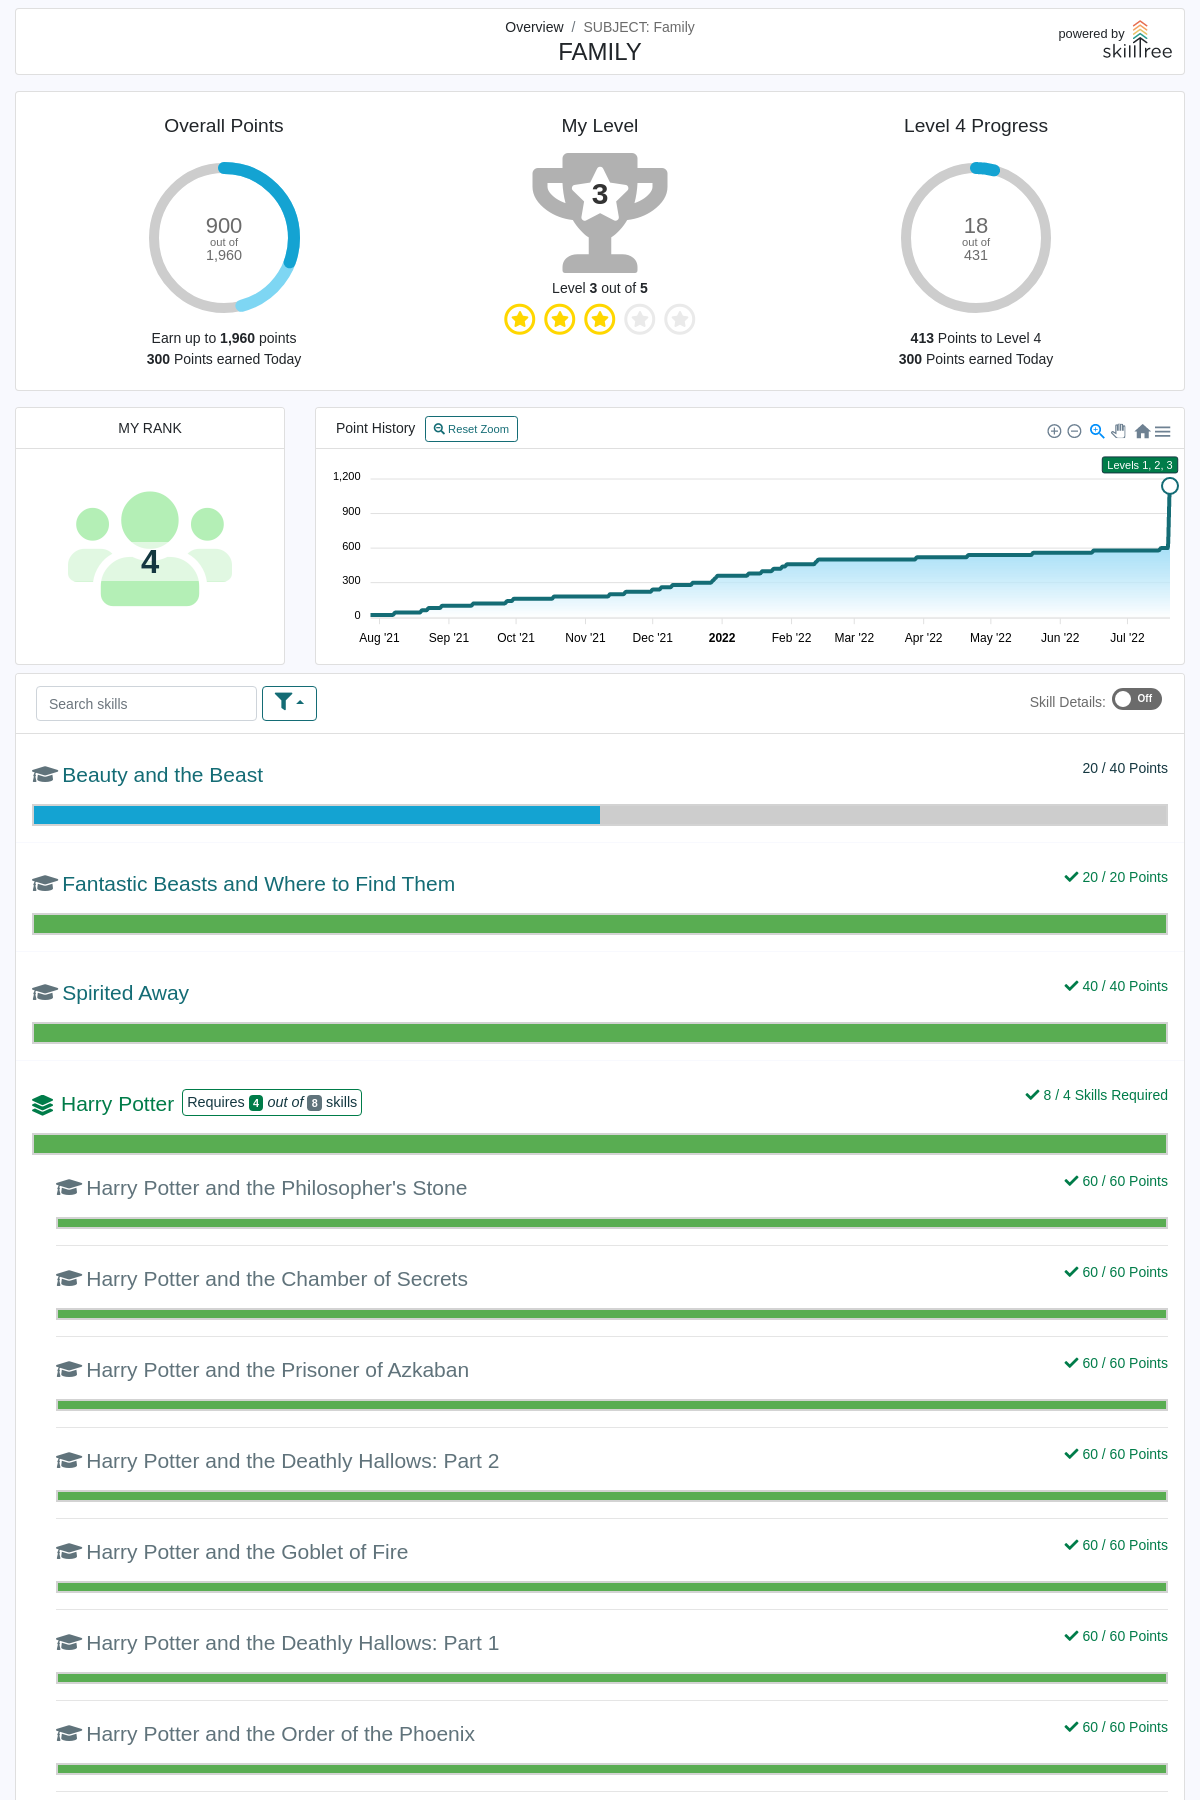 Overview / SUBJECT: Family
FAMILY
powered by
skilltree
Overall Points
900
out of
1,960
Earn up to 1,960 points
300 Points earned Today
My Level
3
Level 3 out of 5
Level 4 Progress
18
out of
431
413 Points to Level 4
300 Points earned Today
MY RANK
4
Point History
Reset Zoom
Levels 1, 2, 3
1,200
900
600
300
0
Aug '21 Sep '21 Oct '21 Nov '21 Dec '21 2022 Feb '22 Mar '22 Apr '22 May '22 Jun '22 Jul '22
Search skills
Skill Details: Off
Beauty and the Beast 20 / 40 Points
Fantastic Beasts and Where to Find Them 20 / 20 Points
Spirited Away 40 / 40 Points
Harry Potter Requires 4 out of 8 skills 8 / 4 Skills Required
Harry Potter and the Philosopher's Stone 60 / 60 Points
Harry Potter and the Chamber of Secrets 60 / 60 Points
Harry Potter and the Prisoner of Azkaban 60 / 60 Points
Harry Potter and the Deathly Hallows: Part 2 60 / 60 Points
Harry Potter and the Goblet of Fire 60 / 60 Points
Harry Potter and the Deathly Hallows: Part 1 60 / 60 Points
Harry Potter and the Order of the Phoenix 60 / 60 Points